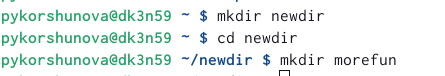 pykorshunova@dk3n59 ~ $ mkdir newdir
pykorshunova@dk3n59 ~ $ cd newdir
pykorshunova@dk3n59 ~/newdir $ mkdir morefun